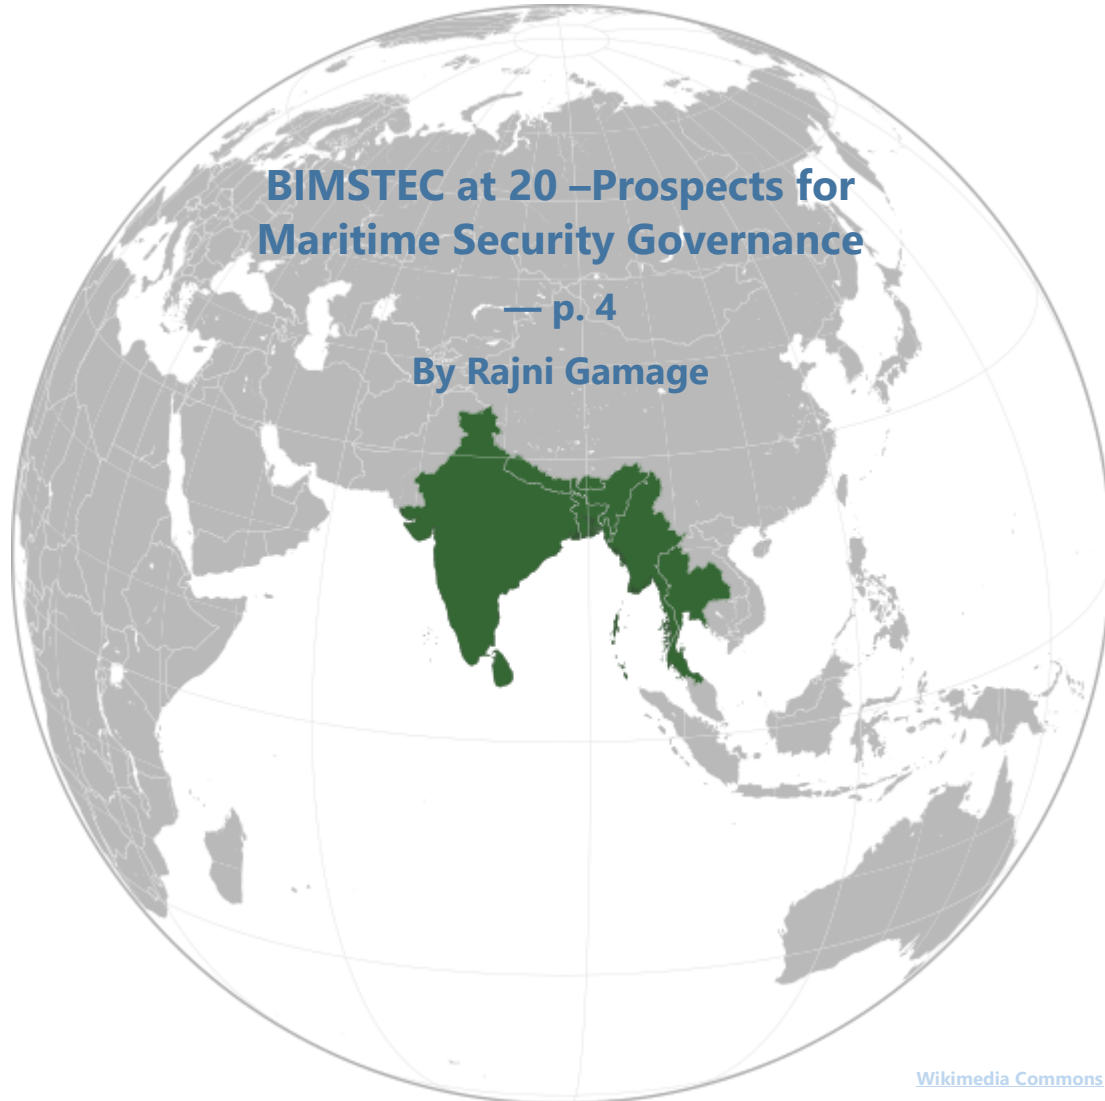 BIMSTEC at 20 –Prospects for
Maritime Security Governance
— p. 4
By Rajni Gamage
Wikimedia Commons